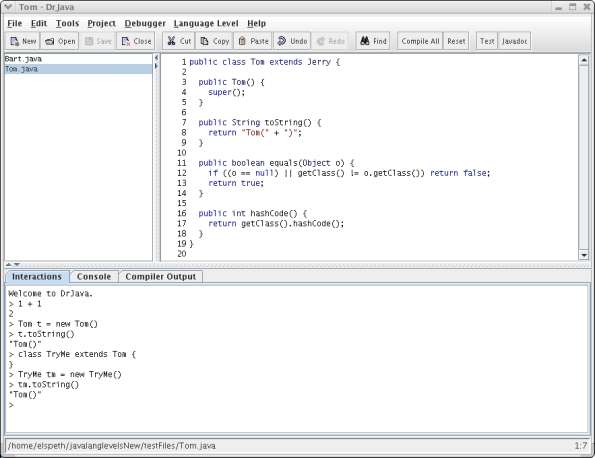 Tom - DrJava
File Edit Tools Project Debugger Language Level Help
New Open Save Close Cut Copy Paste Undo Redo Find Compile All Reset Test Javadoc
Bart.java
Tom.java
1 public class Tom extends Jerry {
2
3 public Tom() {
4 super();
5 }
6
7 public String toString() {
8 return "Tom(" + ")";
9 }
10
11 public boolean equals(Object o) {
12 if ((o == null) || getClass() != o.getClass()) return false;
13 return true;
14 }
15
16 public int hashCode() {
17 return getClass().hashCode();
18 }
19 }
20
Interactions Console Compiler Output
Welcome to DrJava.
> 1 + 1
2
> Tom t = new Tom()
> t.toString()
"Tom()"
> class TryMe extends Tom {
}
> TryMe tm = new TryMe()
> tm.toString()
"Tom()"
>
/home/elspeth/javalanglevelsNew/testFiles/Tom.java 1:7